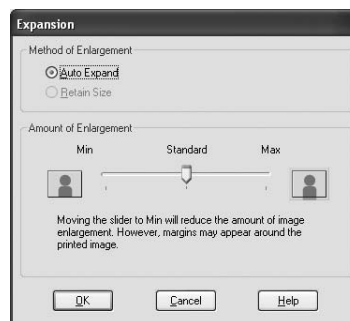 Expansion
Method of Enlargement
Auto Expand
Retain Size
Amount of Enlargement
Min Standard Max
Moving the slider to Min will reduce the amount of image
enlargement. However, margins may appear around the
printed image.
OK Cancel Help